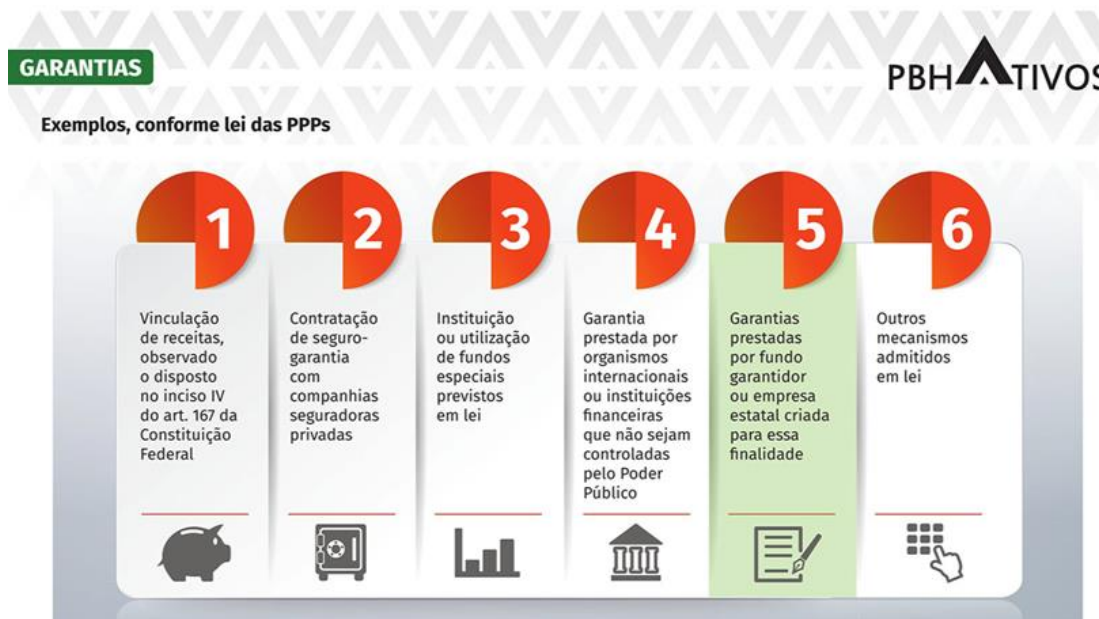 GARANTIAS
PBH ATIVOS
Exemplos, conforme lei das PPPs
1
Vinculação
de receitas,
observado
o disposto
no inciso IV
do art. 167 da
Constituição
Federal
2
Contratação
de seguro-
garantia
com
companhias
seguradoras
privadas
3
Instituição
ou utilização
de fundos
especiais
previstos
em lei
4
Garantia
prestada por
organismos
internacionais
ou instituições
financeiras
que não sejam
controladas
pelo Poder
Público
5
Garantias
prestadas
por fundo
garantidor
ou empresa
estatal criada
para essa
finalidade
6
Outros
mecanismos
admitidos
em lei